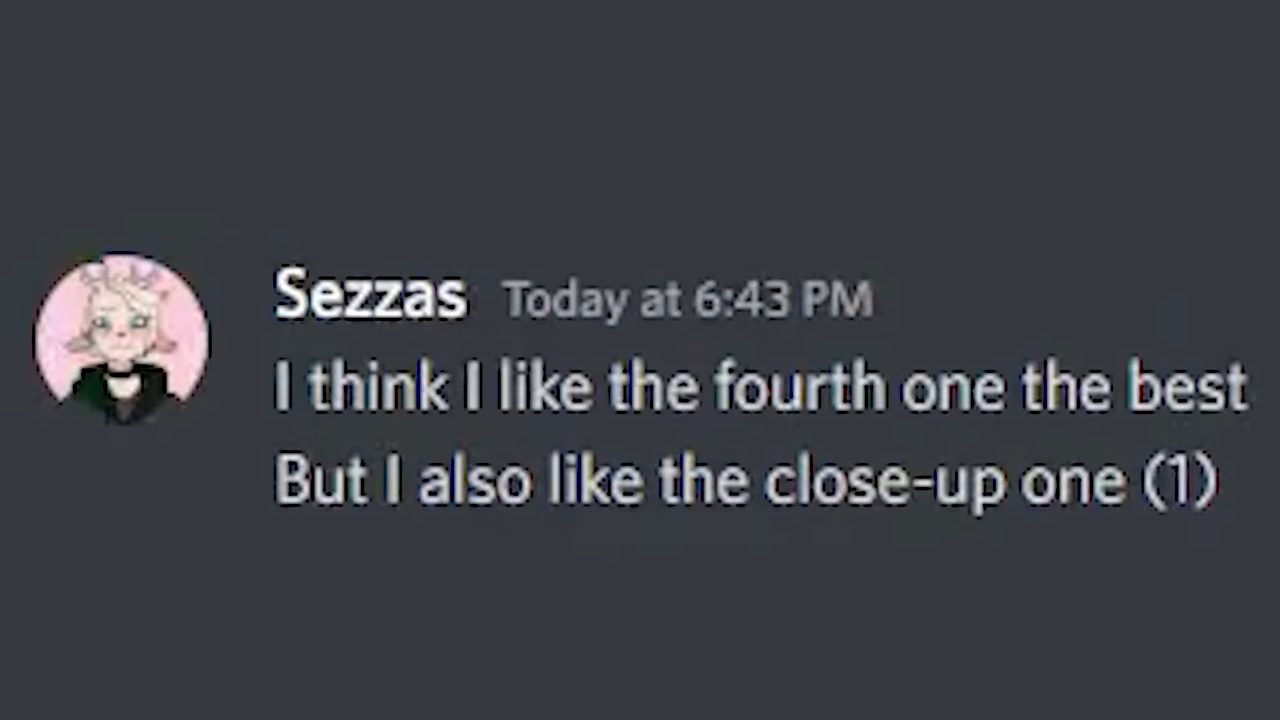 Sezzas Today at 6:43 PM
I think I like the fourth one the best
But I also like the close-up one (1)